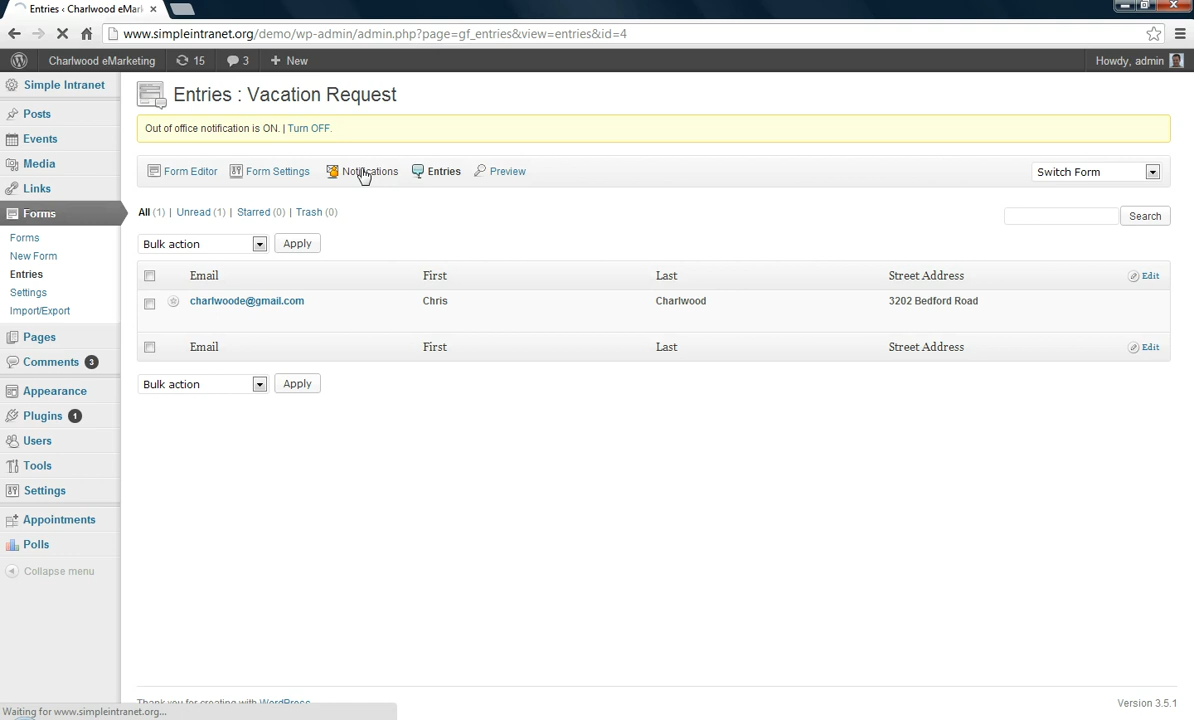 Entries ‹ Charlwood eMark
www.simpleintranet.org/demo/wp-admin/admin.php?page=gf_entries&view=entries&id=4
Charlwood eMarketing 15 3 + New Howdy, admin
Simple Intranet
Posts
Events
Media
Links
Forms
Forms
New Form
Entries
Settings
Import/Export
Pages
Comments 3
Appearance
Plugins 1
Users
Tools
Settings
Appointments
Polls
Collapse menu
Entries : Vacation Request
Out of office notification is ON. | Turn OFF.
Form Editor Form Settings Notifications Entries Preview Switch Form
All (1) | Unread (1) | Starred (0) | Trash (0)
Search
Bulk action Apply
Email First Last Street Address Edit
charlwoode@gmail.com Chris Charlwood 3202 Bedford Road
Email First Last Street Address Edit
Bulk action Apply
Thank you for creating with WordPress. Version 3.5.1
Waiting for www.simpleintranet.org...